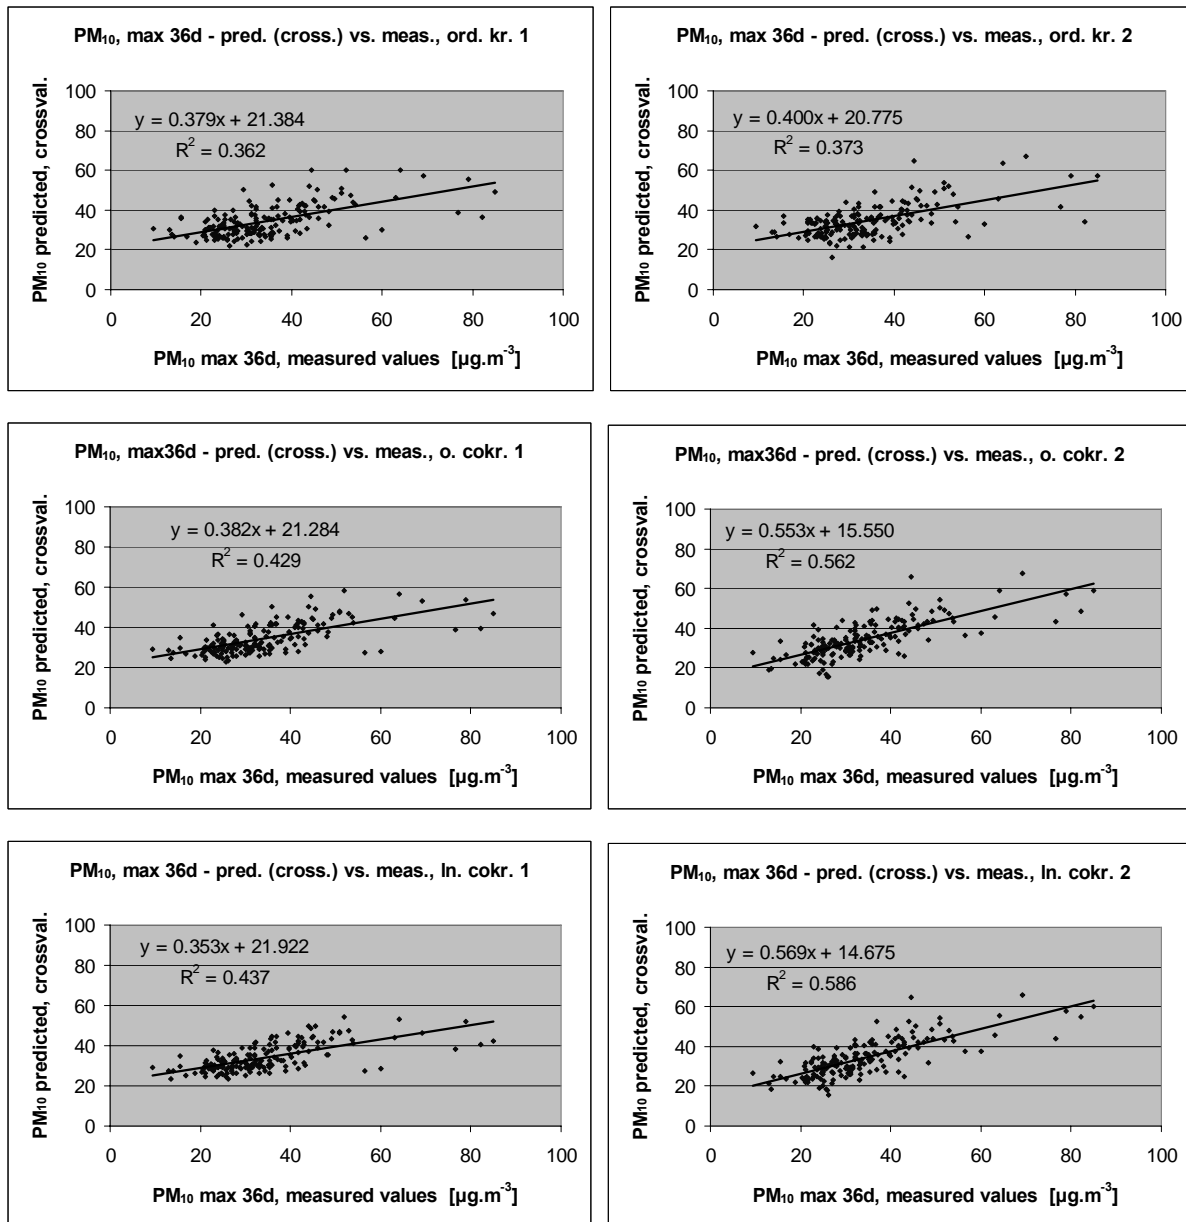 PM₁₀, max 36d - pred. (cross.) vs. meas., ord. kr. 1
PM₁₀ predicted, crossval.
100
80
60
40
20
0
y = 0.379x + 21.384
R² = 0.362
0 20 40 60 80 100
PM₁₀ max 36d, measured values [µg.m⁻³]
PM₁₀, max 36d - pred. (cross.) vs. meas., ord. kr. 2
PM₁₀ predicted, crossval.
100
80
60
40
20
0
y = 0.400x + 20.775
R² = 0.373
0 20 40 60 80 100
PM₁₀ max 36d, measured values [µg.m⁻³]
PM₁₀, max36d - pred. (cross.) vs. meas., o. cokr. 1
PM₁₀ predicted, crossval.
100
80
60
40
20
0
y = 0.382x + 21.284
R² = 0.429
0 20 40 60 80 100
PM₁₀ max 36d, measured values [µg.m⁻³]
PM₁₀, max36d - pred. (cross.) vs. meas., o. cokr. 2
PM₁₀ predicted, crossval.
100
80
60
40
20
0
y = 0.553x + 15.550
R² = 0.562
0 20 40 60 80 100
PM₁₀ max 36d, measured values [µg.m⁻³]
PM₁₀, max 36d - pred. (cross.) vs. meas., ln. cokr. 1
PM₁₀ predicted, crossval.
100
80
60
40
20
0
y = 0.353x + 21.922
R² = 0.437
0 20 40 60 80 100
PM₁₀ max 36d, measured values [µg.m⁻³]
PM₁₀, max 36d - pred. (cross.) vs. meas., ln. cokr. 2
PM₁₀ predicted, crossval.
100
80
60
40
20
0
y = 0.569x + 14.675
R² = 0.586
0 20 40 60 80 100
PM₁₀ max 36d, measured values [µg.m⁻³]